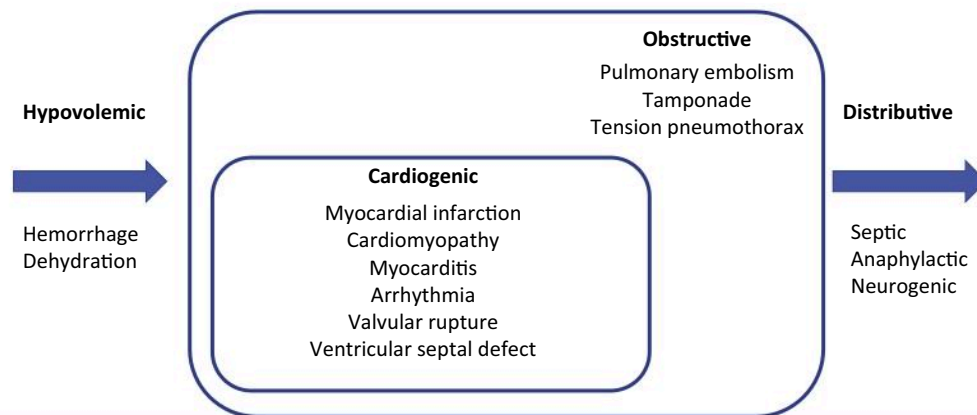 Obstructive
Pulmonary embolism
Tamponade
Tension pneumothorax
Hypovolemic
Hemorrhage
Dehydration
Cardiogenic
Myocardial infarction
Cardiomyopathy
Myocarditis
Arrhythmia
Valvular rupture
Ventricular septal defect
Distributive
Septic
Anaphylactic
Neurogenic